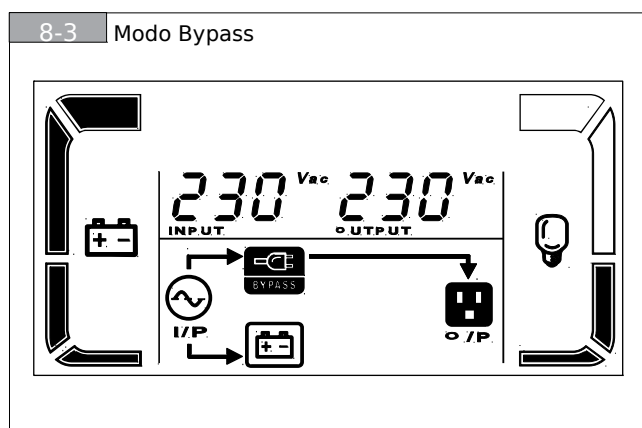 8-3 Modo Bypass
230 Vac 230 Vac
INPUT OUTPUT
BYPASS
I/P O/P